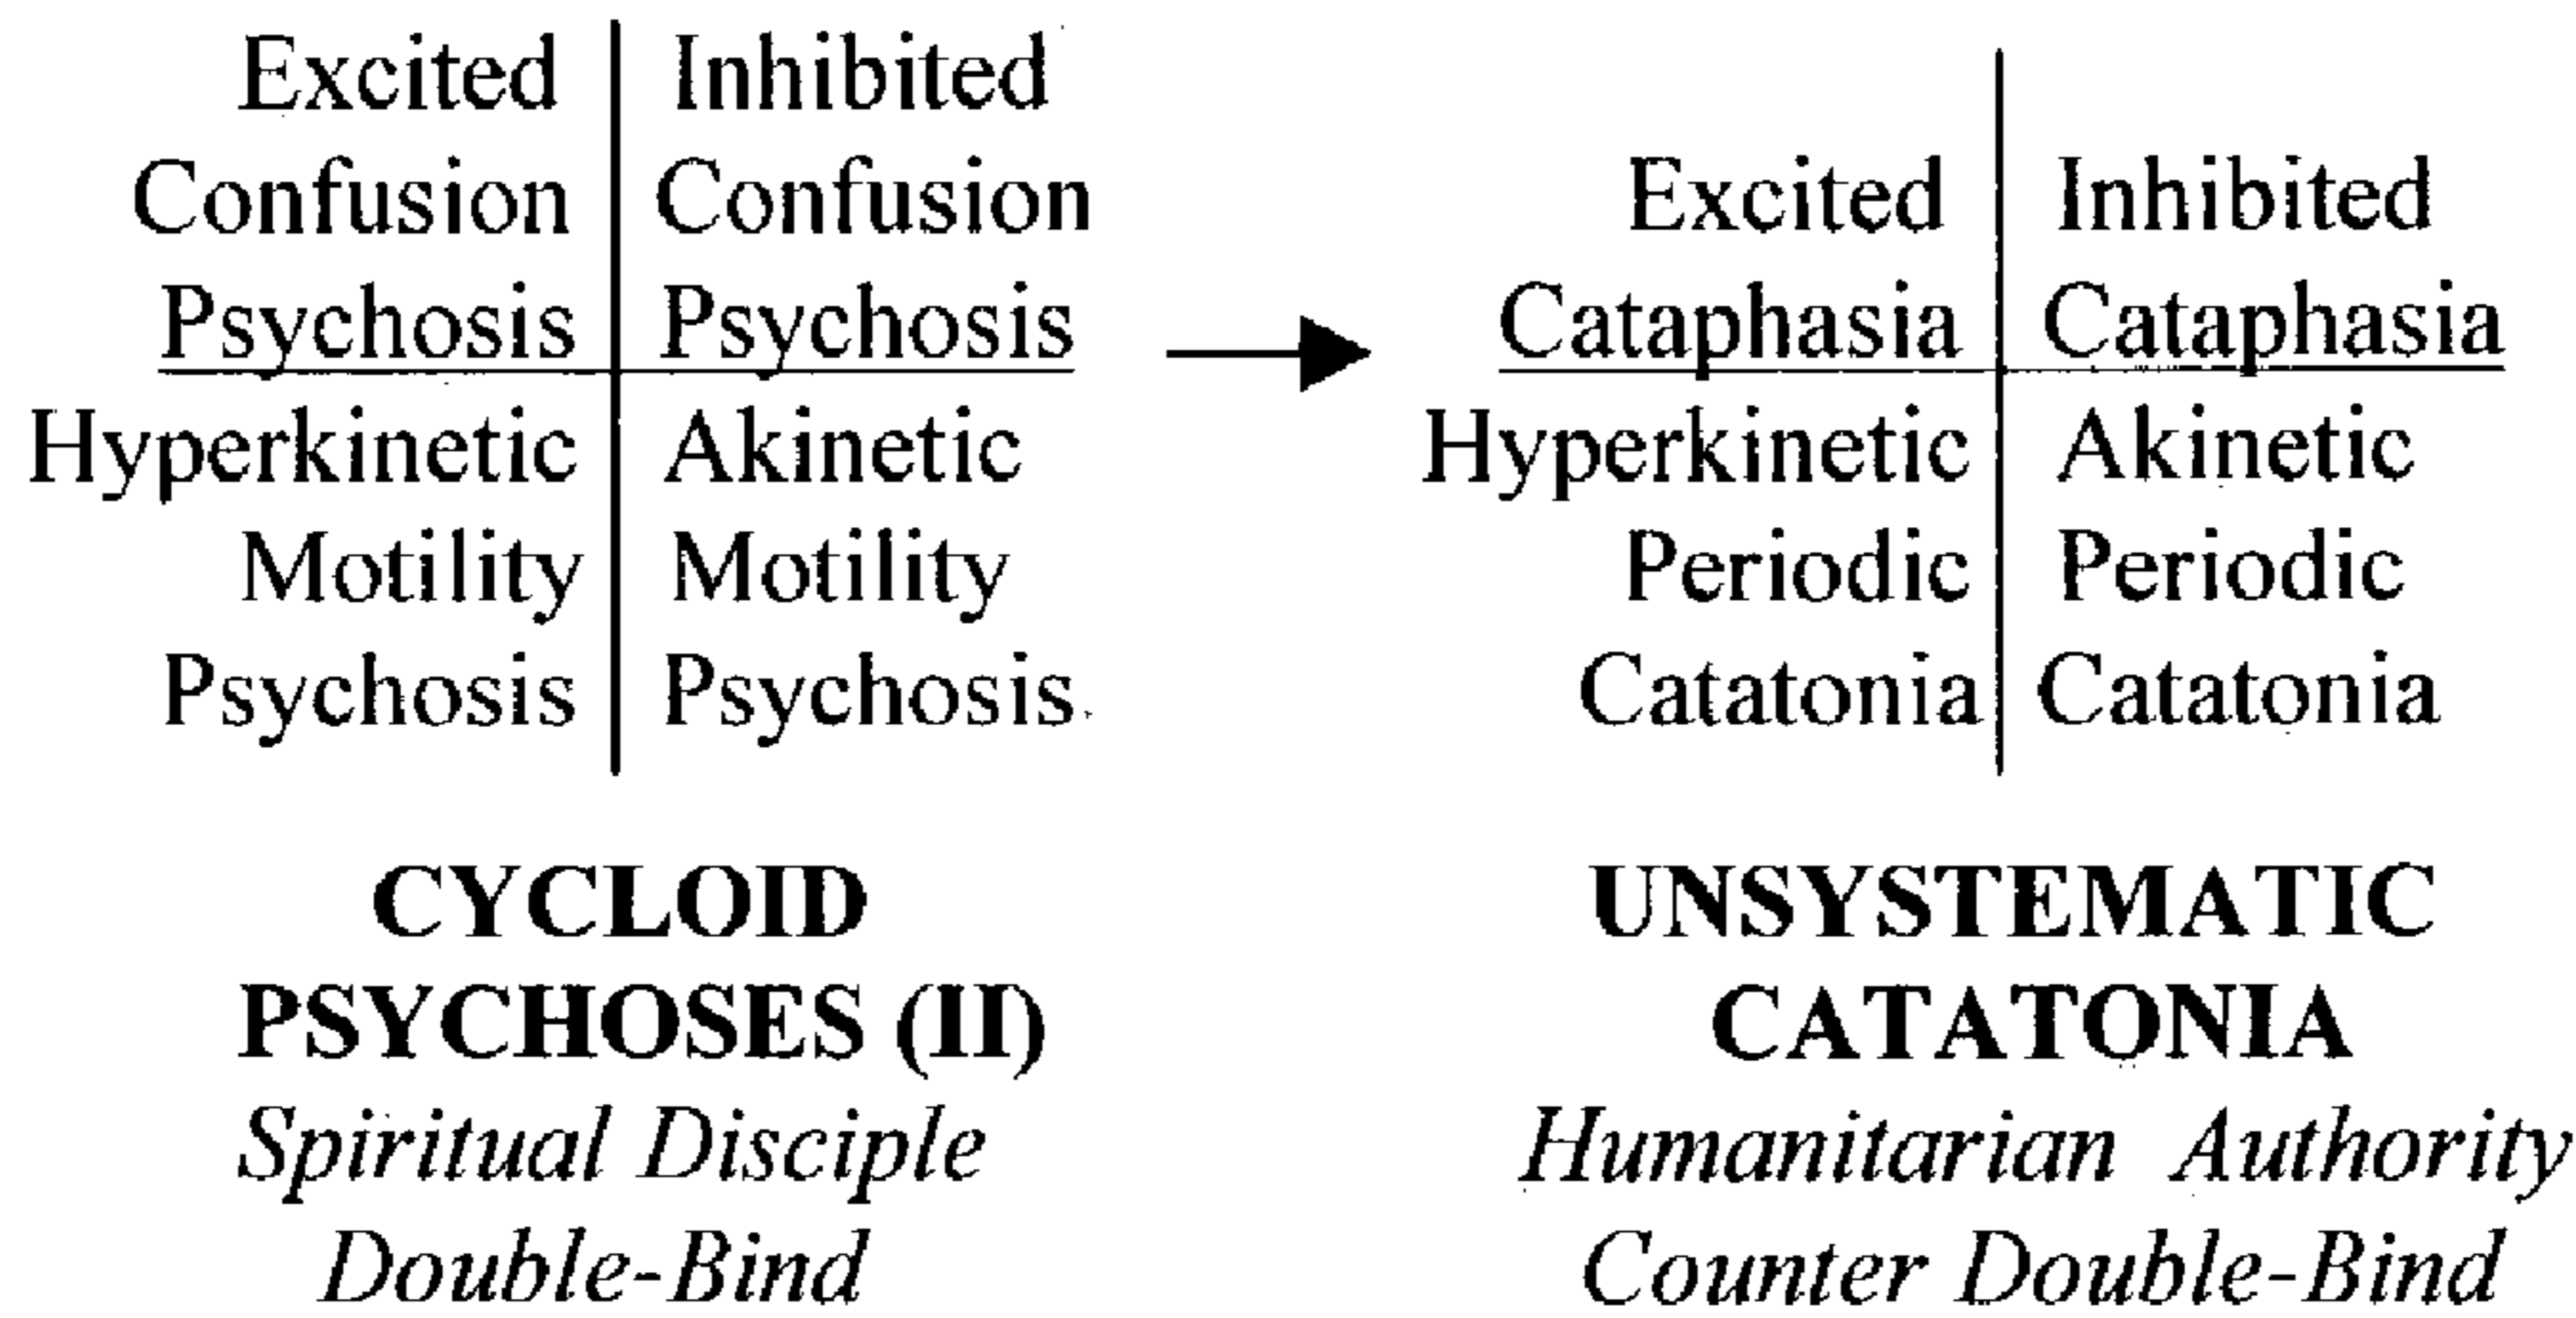 Excited Inhibited
Confusion Confusion
Psychosis Psychosis
Hyperkinetic Akinetic
Motility Motility
Psychosis Psychosis
CYCLOID
PSYCHOSES (II)
Spiritual Disciple
Double-Bind
Excited Inhibited
Cataphasia Cataphasia
Hyperkinetic Akinetic
Periodic Periodic
Catatonia Catatonia
UNSYSTEMATIC
CATATONIA
Humanitarian Authority
Counter Double-Bind